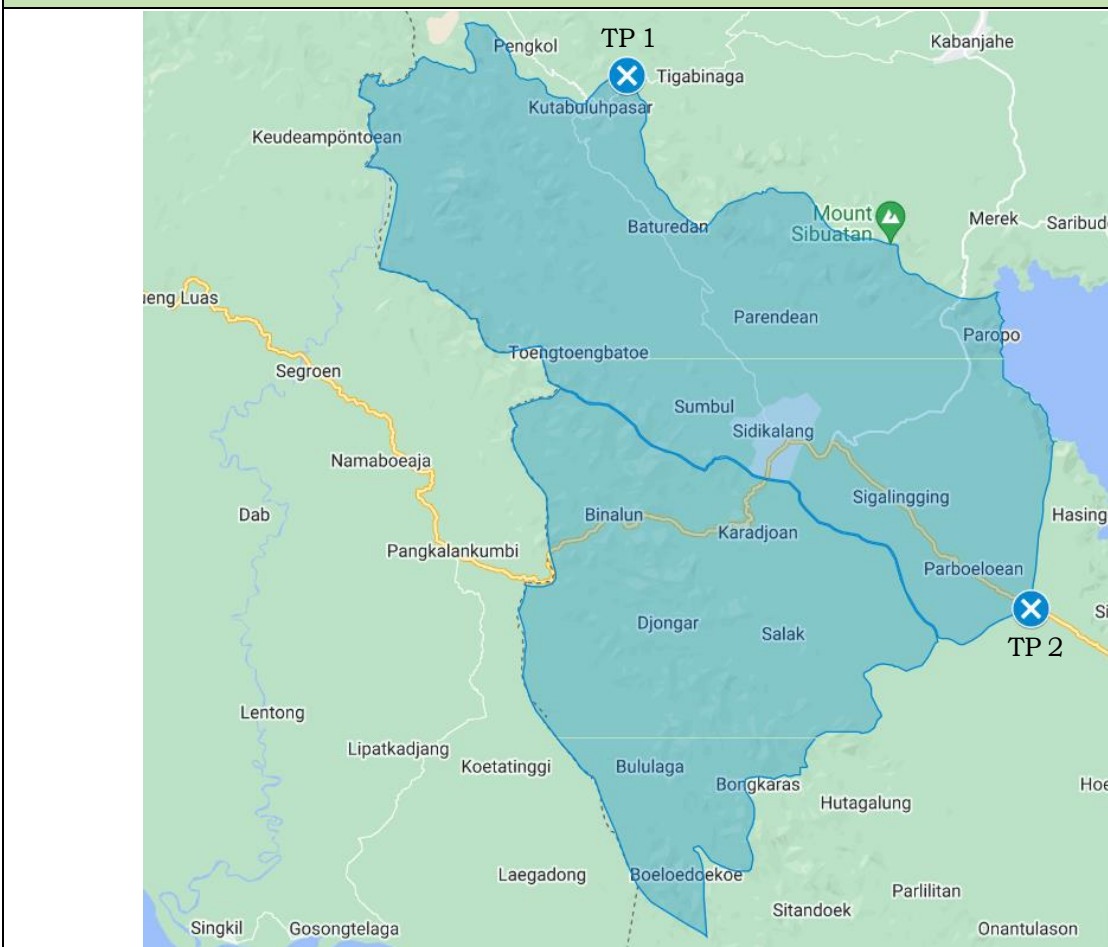 TP 1
Pengkol
Kabanjahe
Tigabinaga
Kutabuluhpasar
Keudeampöntoean
Mount
Sibuatan
Merek
Saribud
Baturedan
ueng Luas
Parendean
Paropo
Toengtoengbatoe
Segroen
Sumbul
Sidikalang
Namaboeaja
Sigalingging
Dab
Binalun
Hasing
Karadjoan
Pangkalankumbi
Parboeloean
Si
Djongar
Salak
TP 2
Lentong
Lipatkadjang
Koetatinggi
Bululaga
Bongkaras
Hoe
Hutagalung
Laegadong
Boeloedoekoe
Parlilitan
Sitandoek
Singkil
Gosongtelaga
Onantulason